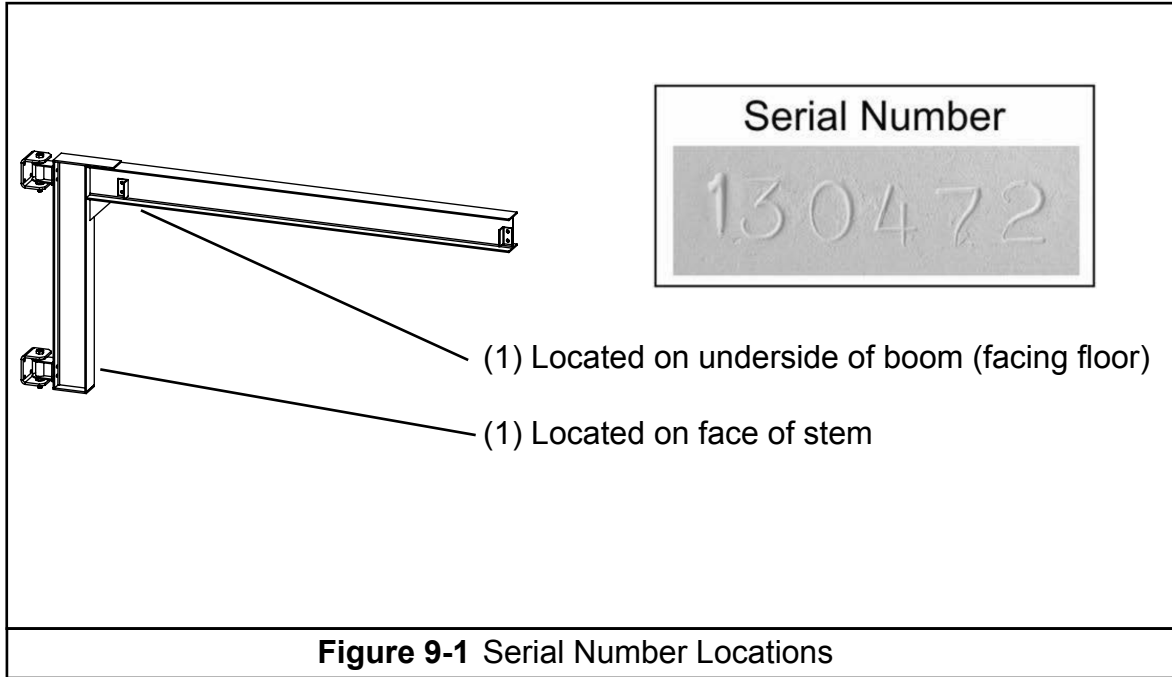 Serial Number
130472
(1) Located on underside of boom (facing floor)
(1) Located on face of stem
Figure 9-1 Serial Number Locations